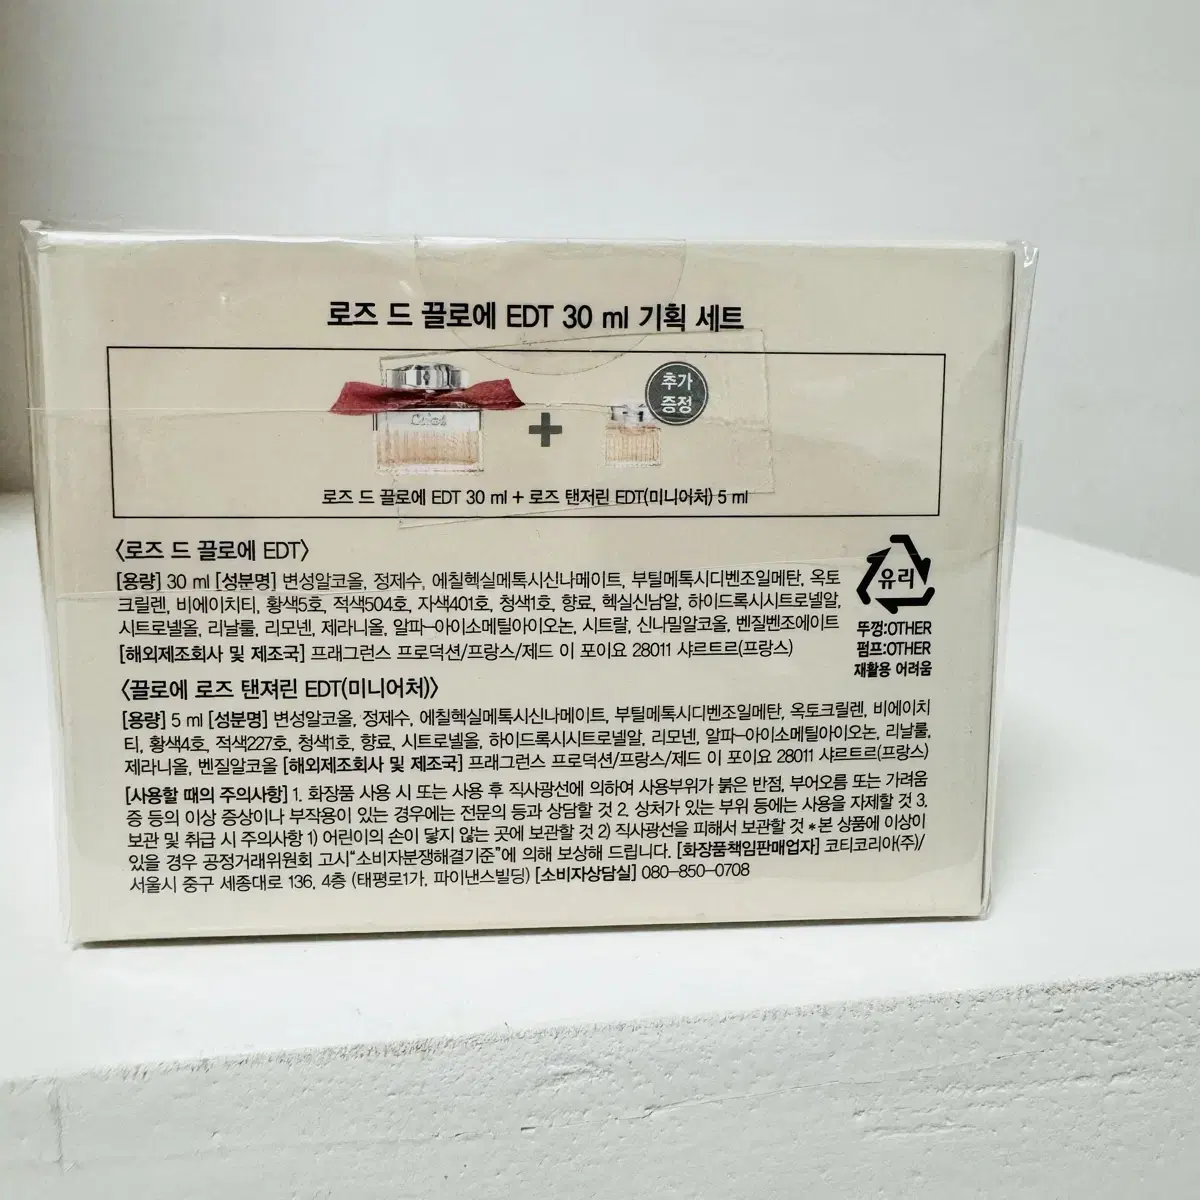 로즈 드 끌로에 EDT 30 ml 기획 세트
추가
증정
Chloé
로즈 드 끌로에 EDT 30 ml + 로즈 탠저린 EDT(미니어처) 5 ml
〈로즈 드 끌로에 EDT〉
[용량] 30 ml [성분명] 변성알코올, 정제수, 에칠헥실메톡시신나메이트, 부틸메톡시디벤조일메탄, 옥토
크릴렌, 비에이치티, 황색5호, 적색504호, 자색401호, 청색1호, 향료, 헥실신남알, 하이드록시시트로넬알,
시트로넬올, 리날룰, 리모넨, 제라니올, 알파-아이소메틸아이오논, 시트랄, 신나밀알코올, 벤질벤조에이트
[해외제조회사 및 제조국] 프래그런스 프로덕션/프랑스/제드 이 포이요 28011 샤르트르(프랑스)
유리
뚜껑:OTHER
펌프:OTHER
재활용 어려움
〈끌로에 로즈 탠져린 EDT(미니어처)〉
[용량] 5 ml [성분명] 변성알코올, 정제수, 에칠헥실메톡시신나메이트, 부틸메톡시디벤조일메탄, 옥토크릴렌, 비에이치
티, 황색4호, 적색227호, 청색1호, 향료, 시트로넬올, 하이드록시시트로넬알, 리모넨, 알파-아이소메틸아이오논, 리날룰,
제라니올, 벤질알코올 [해외제조회사 및 제조국] 프래그런스 프로덕션/프랑스/제드 이 포이요 28011 샤르트르(프랑스)
[사용할 때의 주의사항] 1. 화장품 사용 시 또는 사용 후 직사광선에 의하여 사용부위가 붉은 반점, 부어오름 또는 가려움
증 등의 이상 증상이나 부작용이 있는 경우에는 전문의 등과 상담할 것 2. 상처가 있는 부위 등에는 사용을 자제할 것 3.
보관 및 취급 시 주의사항 1) 어린이의 손이 닿지 않는 곳에 보관할 것 2) 직사광선을 피해서 보관할 것 *본 상품에 이상이
있을 경우 공정거래위원회 고시"소비자분쟁해결기준"에 의해 보상해 드립니다. [화장품책임판매업자] 코티코리아(주)/
서울시 중구 세종대로 136, 4층 (태평로1가, 파이낸스빌딩) [소비자상담실] 080-850-0708